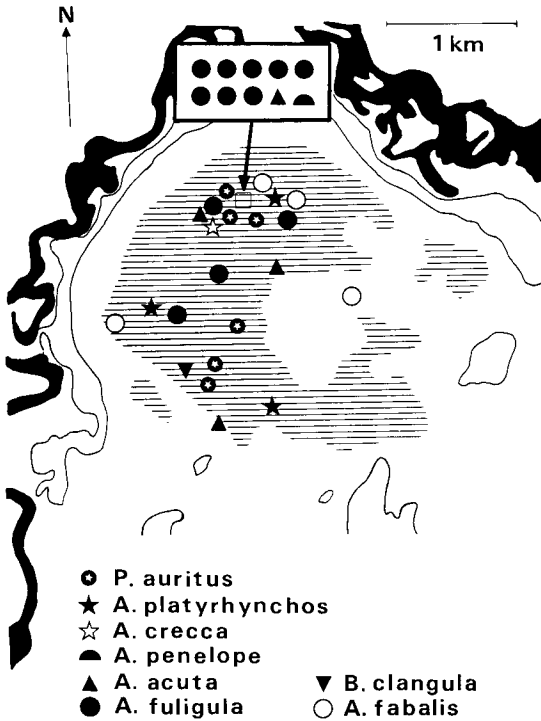 N
1 km
P. auritus
A. platyrhynchos
A. crecca
A. penelope
A. acuta
B. clangula
A. fuligula
A. fabalis